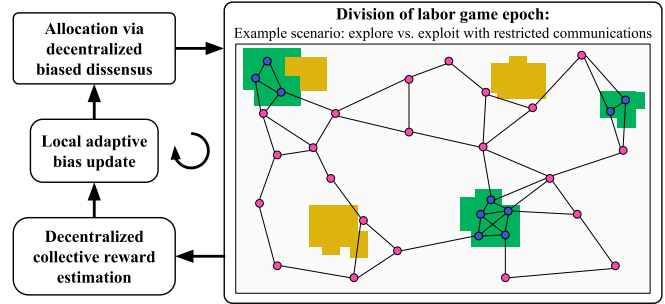 Allocation via
decentralized
biased dissensus
Local adaptive
bias update
Decentralized
collective reward
estimation
Division of labor game epoch:
Example scenario: explore vs. exploit with restricted communications